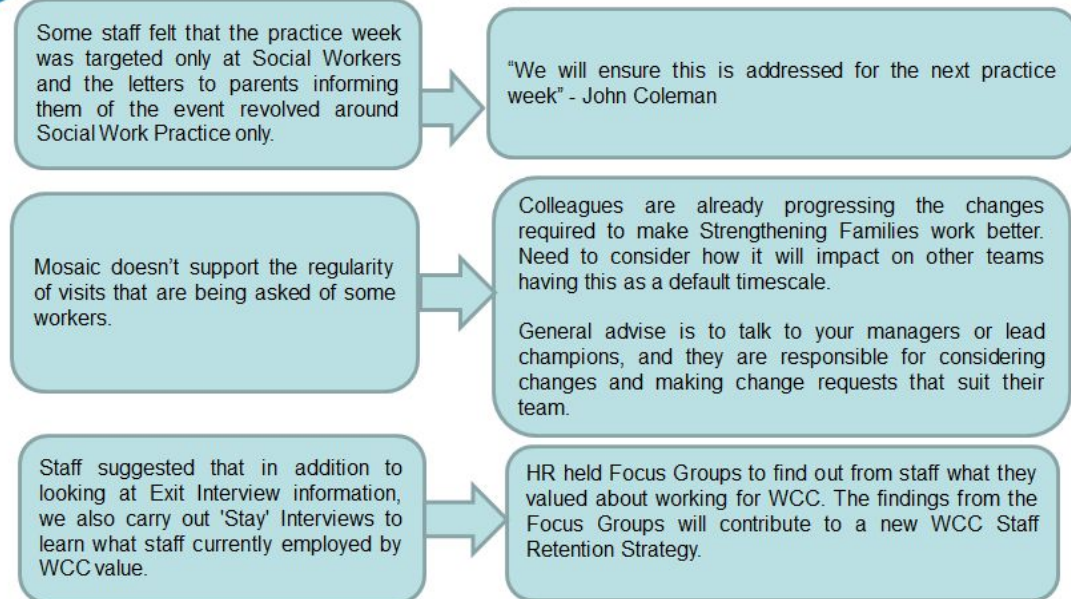 Some staff felt that the practice week
was targeted only at Social Workers
and the letters to parents informing
them of the event revolved around
Social Work Practice only.
“We will ensure this is addressed for the next practice
week” - John Coleman
Mosaic doesn’t support the regularity
of visits that are being asked of some
workers.
Colleagues are already progressing the changes
required to make Strengthening Families work better.
Need to consider how it will impact on other teams
having this as a default timescale.
General advise is to talk to your managers or lead
champions, and they are responsible for considering
changes and making change requests that suit their
team.
Staff suggested that in addition to
looking at Exit Interview information,
we also carry out 'Stay' Interviews to
learn what staff currently employed by
WCC value.
HR held Focus Groups to find out from staff what they
valued about working for WCC. The findings from the
Focus Groups will contribute to a new WCC Staff
Retention Strategy.